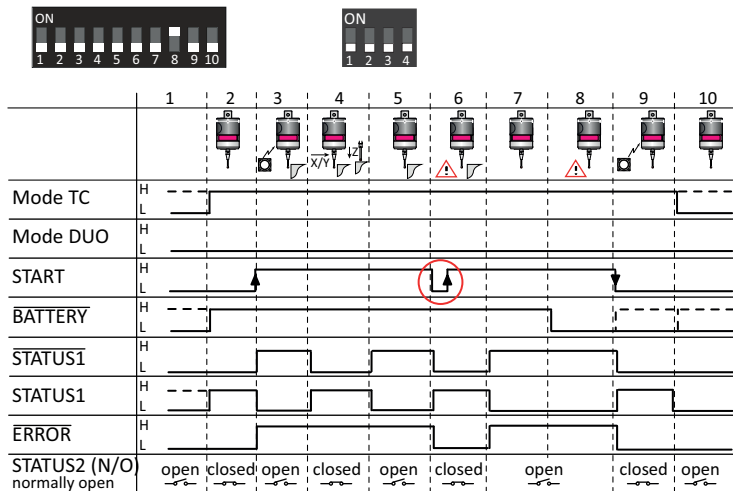 ON
1 2 3 4 5 6 7 8 9 10
ON
1 2 3 4
1 2 3 4 5 6 7 8 9 10
X/Y Z
Mode TC H L
Mode DUO H L
START H L
BATTERY H L
STATUS1 H L
STATUS1 H L
ERROR H L
STATUS2 (N/O) open closed open closed open closed open closed open
normally open